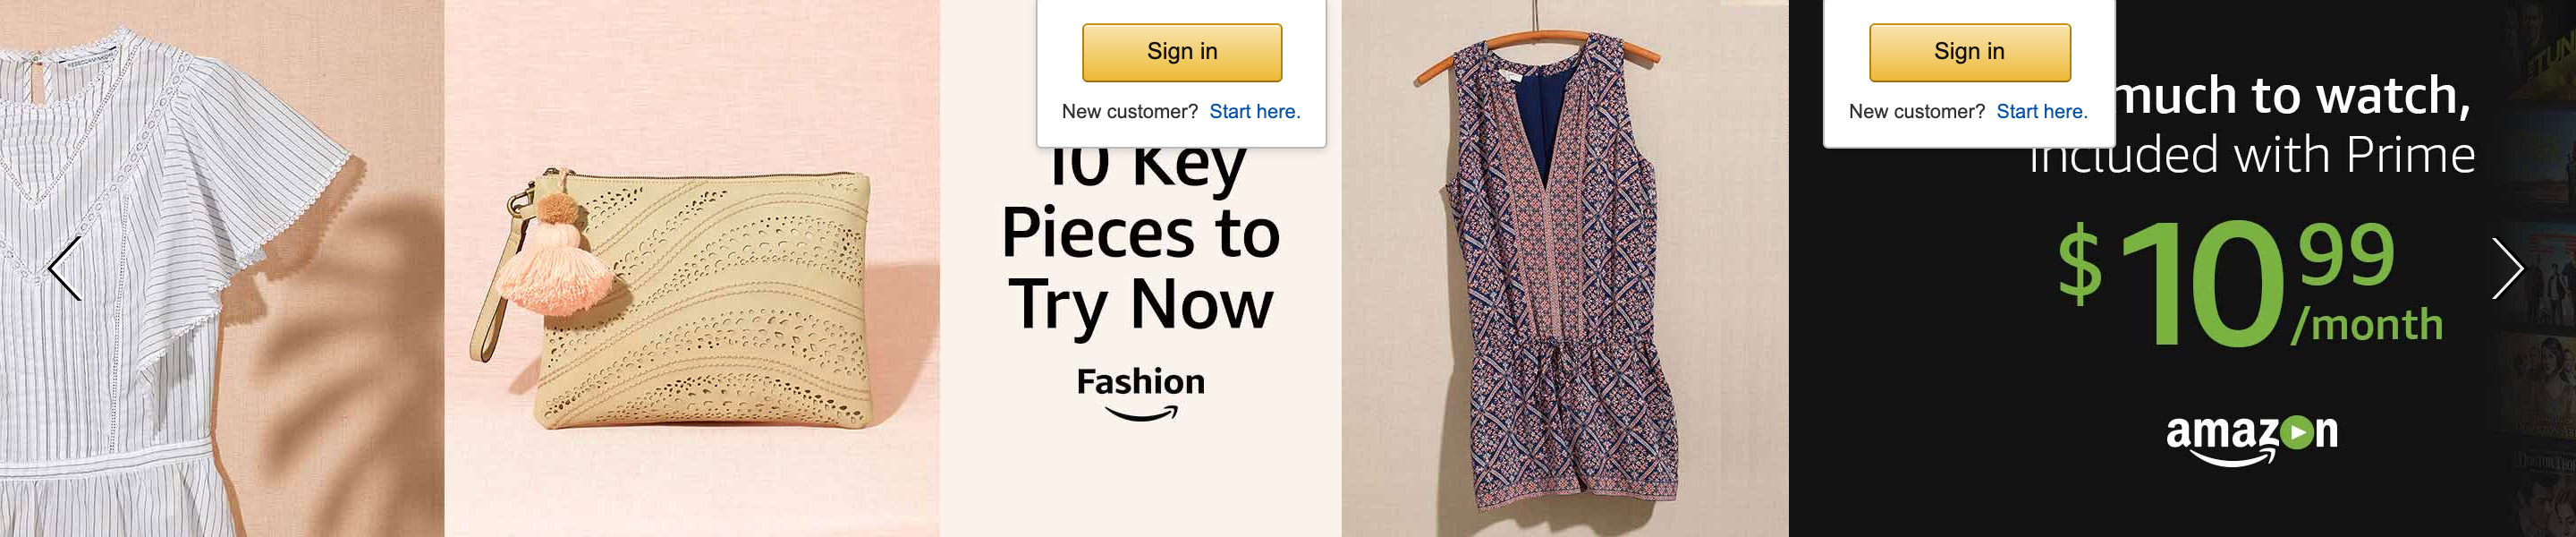 Sign in
New customer? Start here.
10 Key
Pieces to
Try Now
Fashion
Sign in
New customer? Start here.
much to watch,
included with Prime
$10 99
/month
amazon